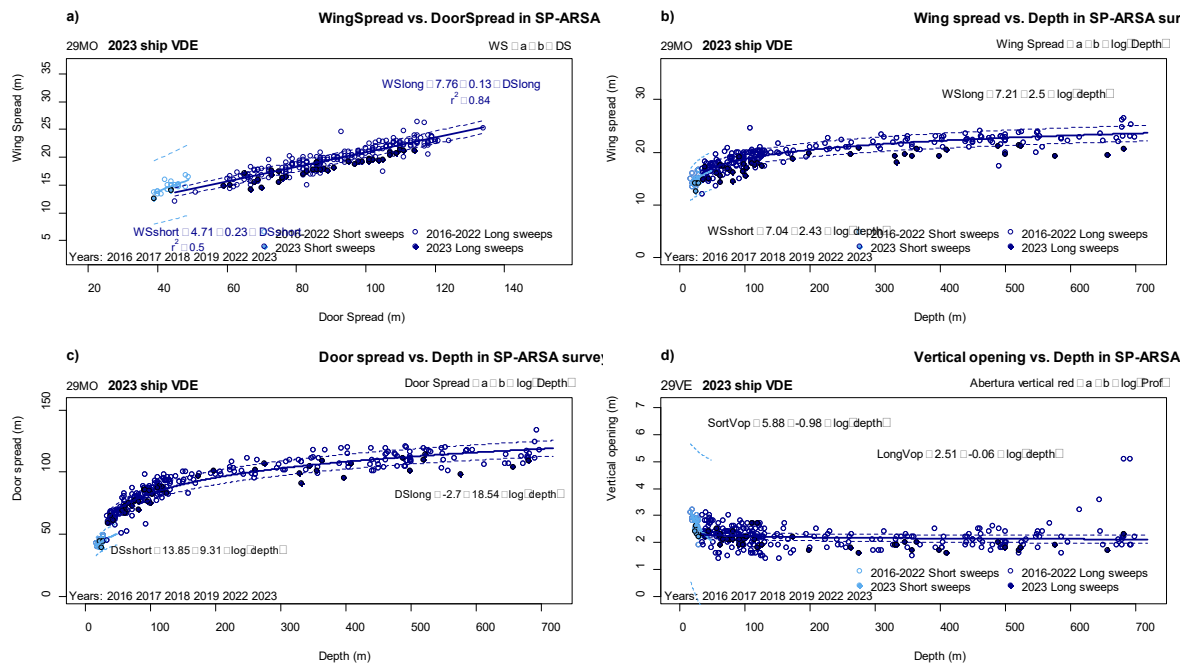 a) WingSpread vs. DoorSpread in SP-ARSA
29MO 2023 ship VDE WS □ a □ b □ DS
WSlong □ 7.76 □ 0.13 □ DSlong
r² □ 0.84
WSshort □ 4.71 □ 0.23 □ DSshort
r² □ 0.5
2016-2022 Short sweeps 2016-2022 Long sweeps
2023 Short sweeps 2023 Long sweeps
Years: 2016 2017 2018 2019 2022 2023
Wing Spread (m)
5 10 15 20 25 30 35
20 40 60 80 100 120 140
Door Spread (m)
b) Wing spread vs. Depth in SP-ARSA sur
29MO 2023 ship VDE Wing Spread □ a □ b □ log□Depth□
WSlong □ 7.21 □ 2.5 □ log□depth□
WSshort □ 7.04 □ 2.43 □ log□depth□
2016-2022 Short sweeps 2016-2022 Long sweeps
2023 Short sweeps 2023 Long sweeps
Years: 2016 2017 2018 2019 2022 2023
Wing spread (m)
0 10 20 30
0 100 200 300 400 500 600 700
Depth (m)
c) Door spread vs. Depth in SP-ARSA survey
29MO 2023 ship VDE Door Spread □ a □ b □ log□Depth□
DSlong □ -2.7 □ 18.54 □ log□depth□
DSshort □ 13.85 □ 9.31 □ log□depth□
Years: 2016 2017 2018 2019 2022 2023
Door spread (m)
0 50 100 150
0 100 200 300 400 500 600 700
Depth (m)
d) Vertical opening vs. Depth in SP-ARSA
29VE 2023 ship VDE Abertura vertical red □ a □ b □ log□Prof□
SortVop □ 5.88 □ -0.98 □ log□depth□
LongVop □ 2.51 □ -0.06 □ log□depth□
2016-2022 Short sweeps 2016-2022 Long sweeps
2023 Short sweeps 2023 Long sweeps
Years: 2016 2017 2018 2019 2022 2023
Vertical opening (m)
0 1 2 3 4 5 6 7
0 100 200 300 400 500 600 700
Depth (m)